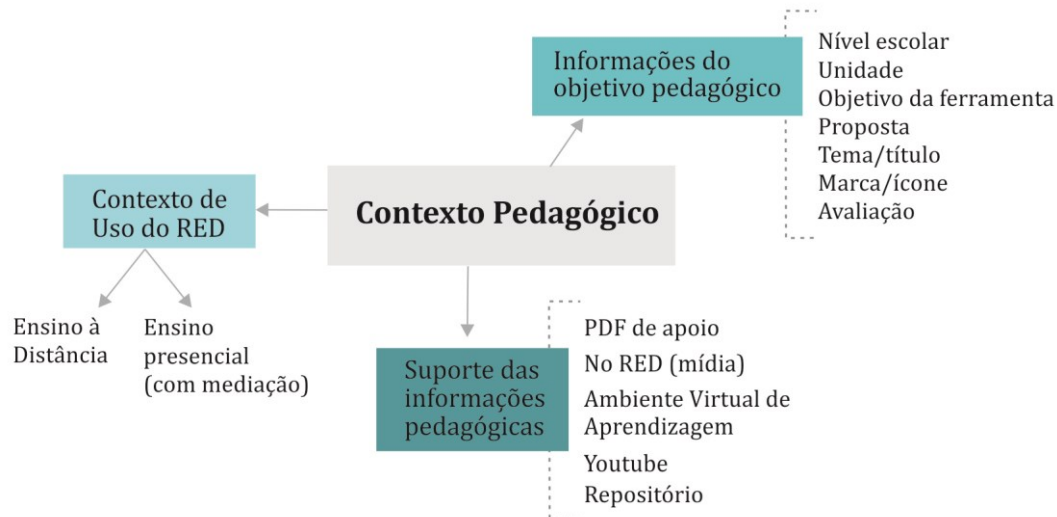 Informações do
objetivo pedagógico
Nível escolar
Unidade
Objetivo da ferramenta
Proposta
Tema/título
Marca/ícone
Avaliação
Contexto Pedagógico
Contexto de
Uso do RED
Ensino à
Distância
Ensino
presencial
(com mediação)
Suporte das
informações
pedagógicas
PDF de apoio
No RED (mídia)
Ambiente Virtual de
Aprendizagem
Youtube
Repositório